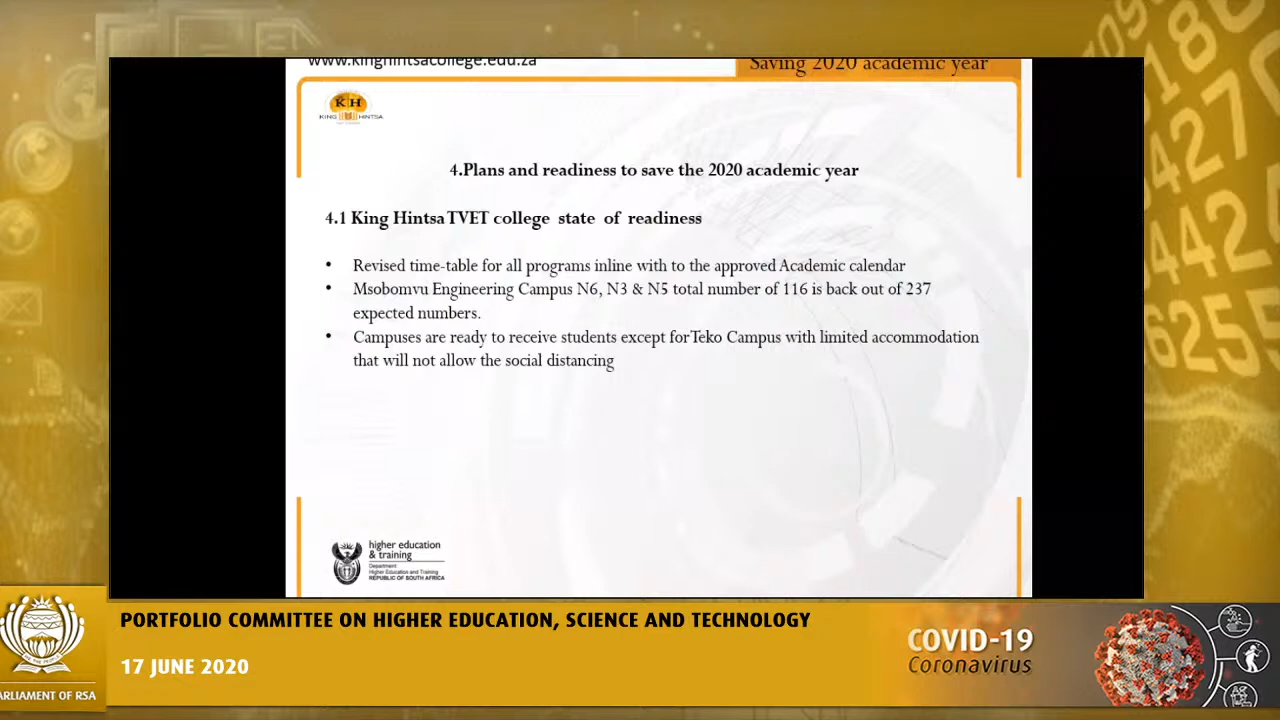 www.kinghintsacollege.edu.za
Saving 2020 academic year
KH
KING HINTSA
4.Plans and readiness to save the 2020 academic year
4.1 King Hintsa TVET college state of readiness
• Revised time-table for all programs inline with to the approved Academic calendar
• Msobomvu Engineering Campus N6, N3 & N5 total number of 116 is back out of 237
expected numbers.
• Campuses are ready to receive students except for Teko Campus with limited accommodation
that will not allow the social distancing
higher education
& training
Department:
Higher Education and Training
REPUBLIC OF SOUTH AFRICA
PORTFOLIO COMMITTEE ON HIGHER EDUCATION, SCIENCE AND TECHNOLOGY
17 JUNE 2020
COVID-19
Coronavirus
ARLIAMENT OF RSA